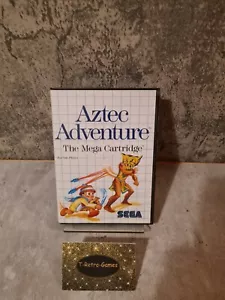 Aztec
Adventure
The Mega Cartridge
SEGA
T-Retro-Games